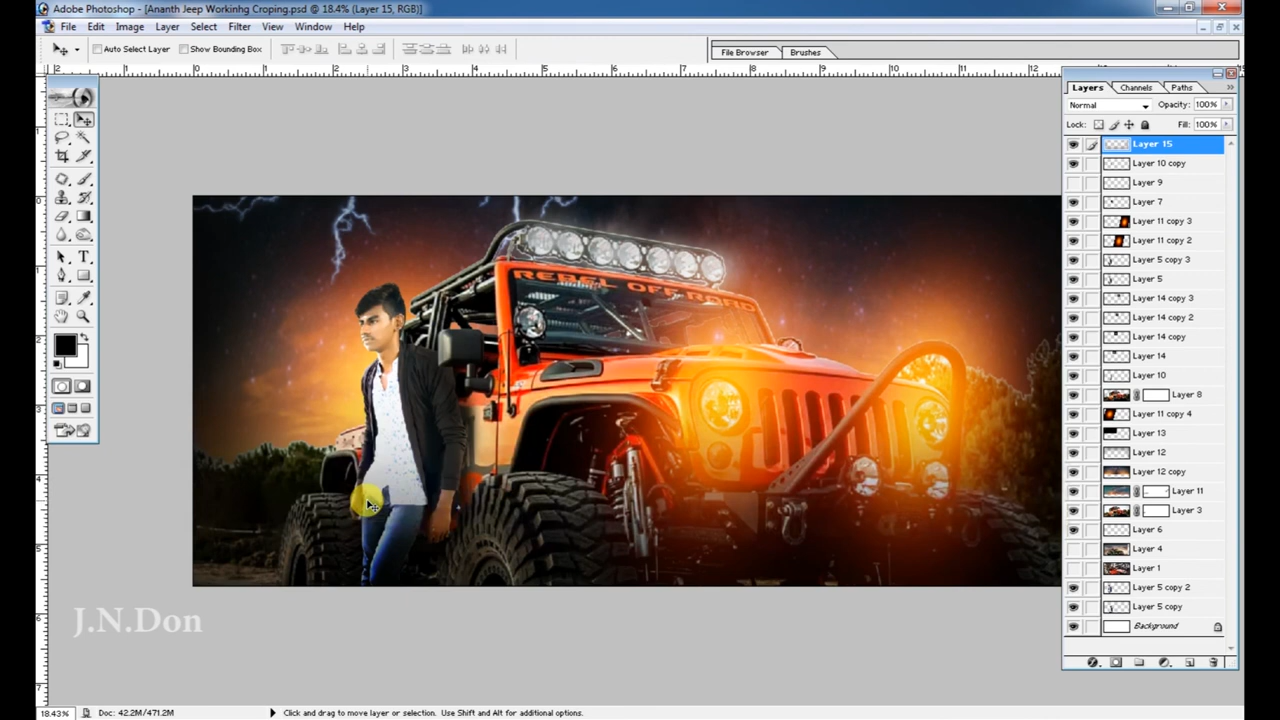 Adobe Photoshop - [Ananth Jeep Workinhg Croping.psd @ 18.4% (Layer 15, RGB)]
File Edit Image Layer Select Filter View Window Help
Auto Select Layer Show Bounding Box
File Browser Brushes
Layers Channels Paths
Normal Opacity: 100%
Lock: Fill: 100%
Layer 15
Layer 10 copy
Layer 9
Layer 7
Layer 11 copy 3
Layer 11 copy 2
Layer 5 copy 3
Layer 5
Layer 14 copy 3
Layer 14 copy 2
Layer 14 copy
Layer 14
Layer 10
Layer 8
Layer 11 copy 4
Layer 13
Layer 12
Layer 12 copy
Layer 11
Layer 3
Layer 6
Layer 4
Layer 1
Layer 5 copy 2
Layer 5 copy
Background
REBEL OFFROAD
J.N.Don
18.43% Doc: 42.2M/471.2M Click and drag to move layer or selection. Use Shift and Alt for additional options.